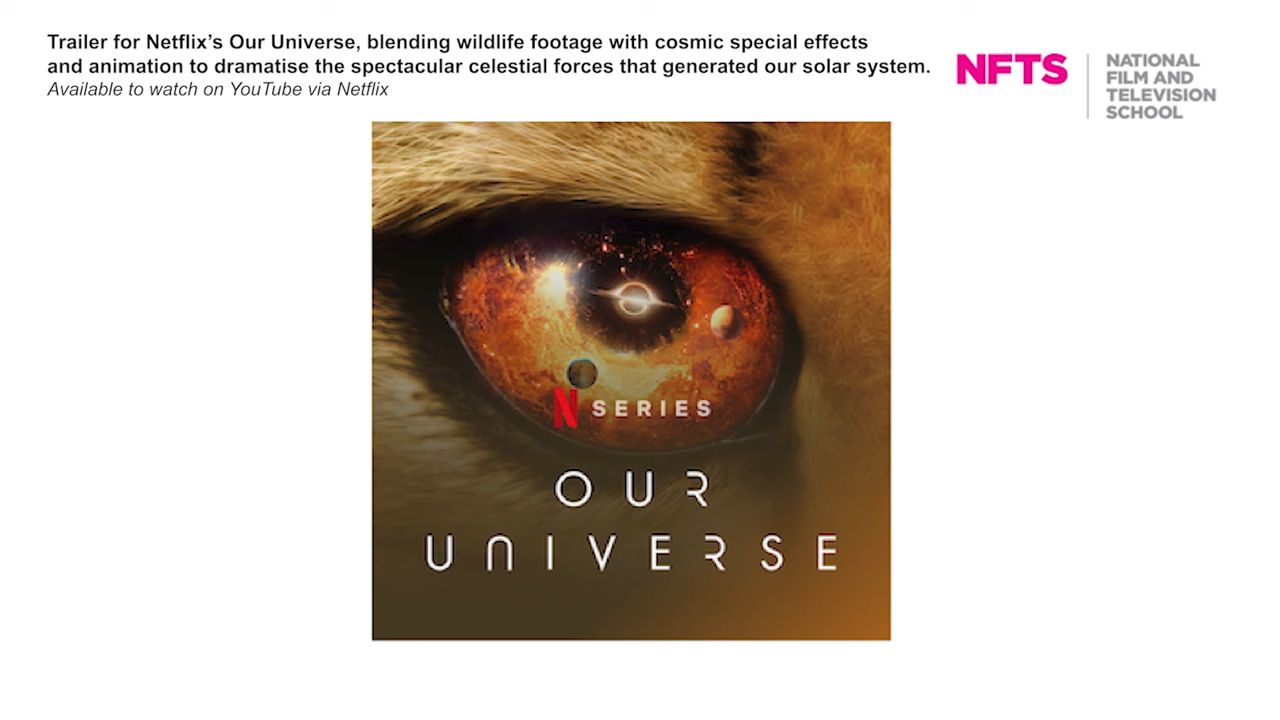 Trailer for Netflix’s Our Universe, blending wildlife footage with cosmic special effects
and animation to dramatise the spectacular celestial forces that generated our solar system.
Available to watch on YouTube via Netflix
NFTS
NATIONAL
FILM AND
TELEVISION
SCHOOL
N SERIES
OUR
UNIVERSE